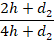 2h + d₂
4h + d₂